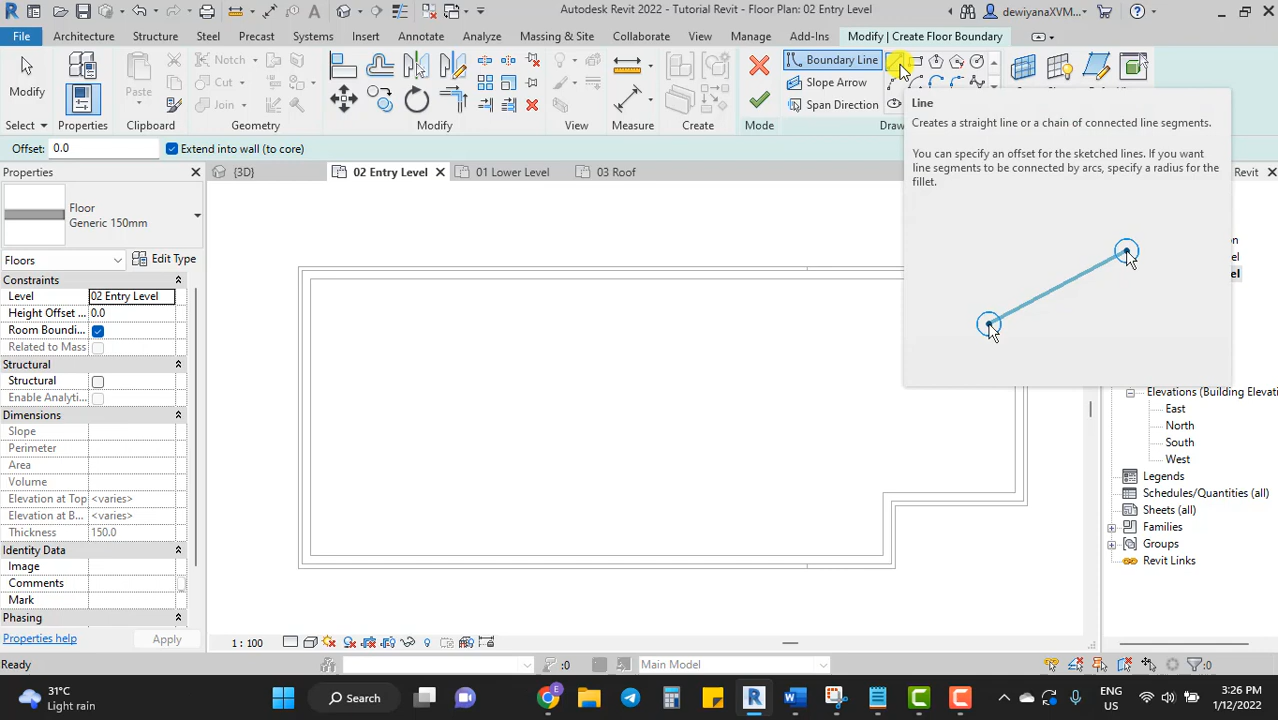 Autodesk Revit 2022 - Tutorial Revit - Floor Plan: 02 Entry Level
dewiyanaXVM...
File Architecture Structure Steel Precast Systems Insert Annotate Analyze Massing & Site Collaborate View Manage Add-Ins Modify | Create Floor Boundary
Modify
Select
Properties
Paste
Clipboard
Notch
Cut
Join
Geometry
Modify
View
Measure
Create
Mode
Boundary Line
Slope Arrow
Span Direction
Draw
Line
Creates a straight line or a chain of connected line segments.
You can specify an offset for the sketched lines. If you want
line segments to be connected by arcs, specify a radius for the
fillet.
Offset: 0.0 Extend into wall (to core)
Properties
{3D} 02 Entry Level 01 Lower Level 03 Roof
Revit
Floor
Generic 150mm
Floors Edit Type
Constraints
Level 02 Entry Level
Height Offset ... 0.0
Room Boundi...
Related to Mass
Structural
Structural
Enable Analyti...
Dimensions
Slope
Perimeter
Area
Volume
Elevation at Top <varies>
Elevation at B... <varies>
Thickness 150.0
Identity Data
Image
Comments
Mark
Phasing
Properties help Apply
Elevations (Building Elevati
East
North
South
West
Legends
Schedules/Quantities (all)
Sheets (all)
Families
Groups
Revit Links
1 : 100
Ready
:0
Main Model
:0
31°C
Light rain
Search
ENG
US
3:26 PM
1/12/2022